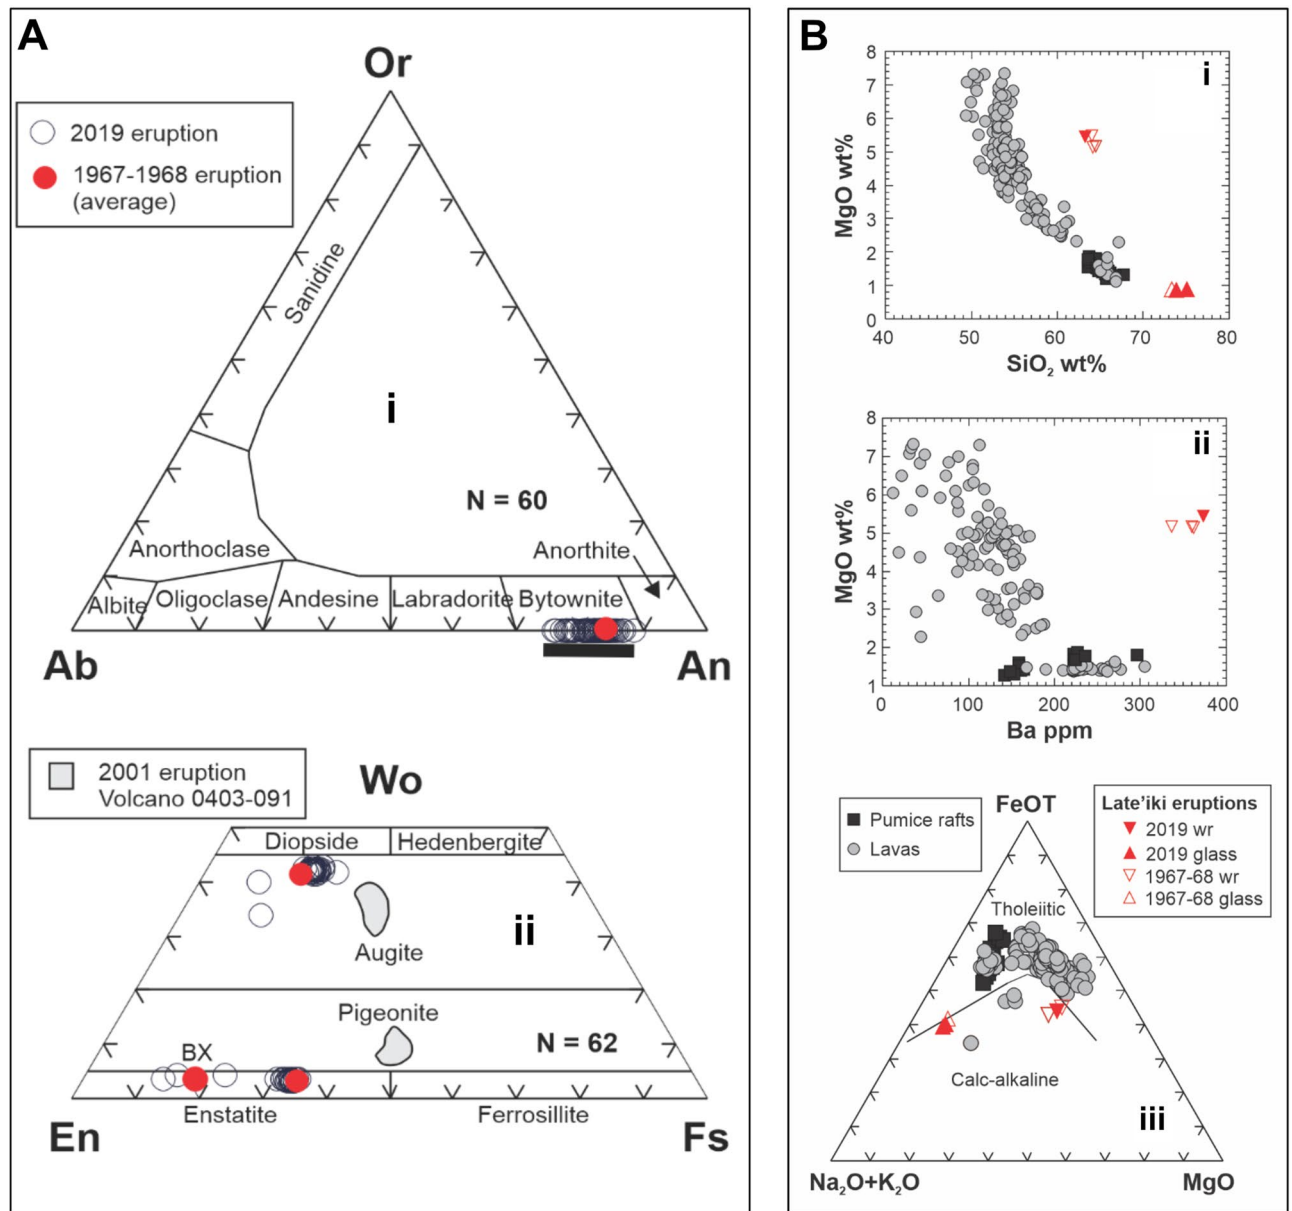 A
Or
2019 eruption
1967-1968 eruption
(average)
Sanidine
i
N = 60
Anorthoclase
Anorthite
Albite
Oligoclase
Andesine
Labradorite
Bytownite
Ab
An
2001 eruption
Volcano 0403-091
Wo
Diopside
Hedenbergite
ii
Augite
Pigeonite
N = 62
BX
Enstatite
Ferrosillite
En
Fs
B
i
MgO wt%
8
7
6
5
4
3
2
1
0
40
50
60
70
80
SiO₂ wt%
ii
MgO wt%
8
7
6
5
4
3
2
1
0
100
200
300
400
Ba ppm
FeOT
Pumice rafts
Lavas
Late'iki eruptions
2019 wr
2019 glass
1967-68 wr
1967-68 glass
Tholeiitic
Calc-alkaline
iii
Na₂O+K₂O
MgO